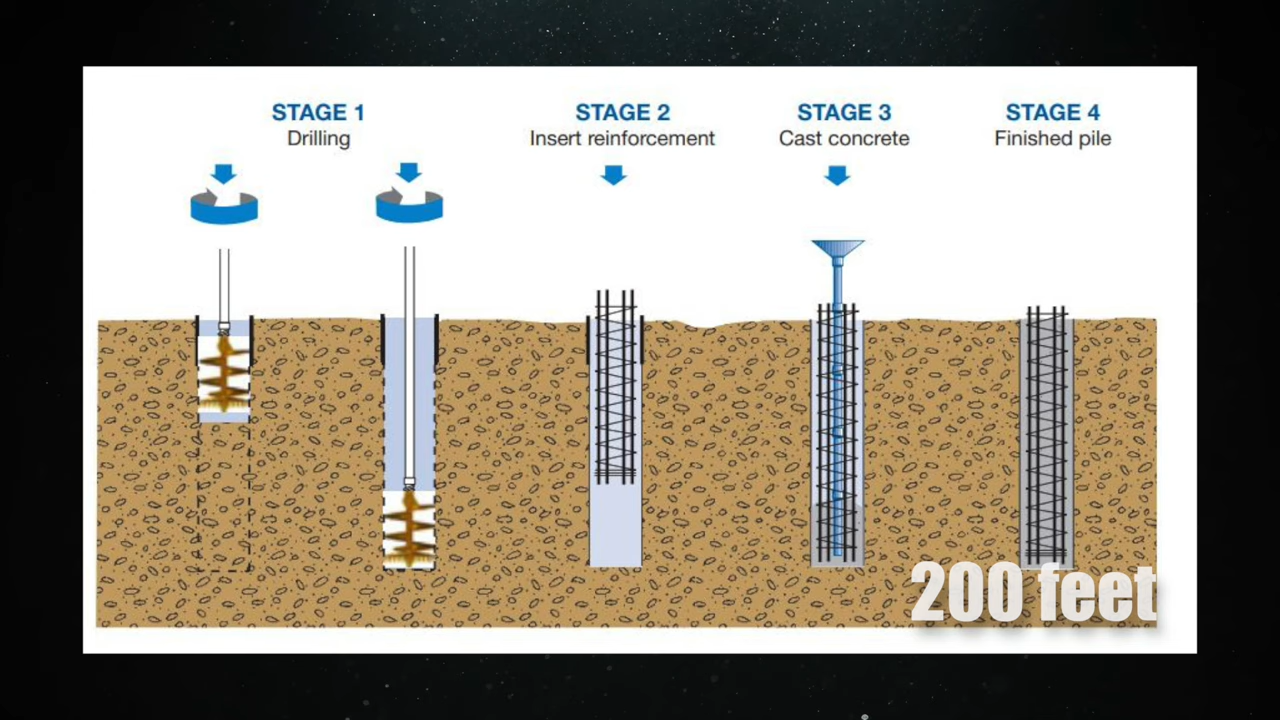 STAGE 1
Drilling
STAGE 2
Insert reinforcement
STAGE 3
Cast concrete
STAGE 4
Finished pile
200 feet